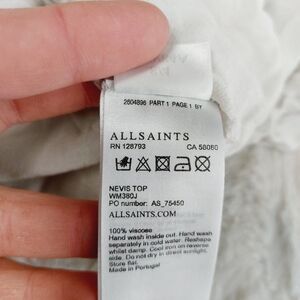 2604896 PART 1 PAGE 1 BY
ALLSAINTS
RN 128793 CA 58080
NEVIS TOP
WM380J
PO number: AS_75450
ALLSAINTS.COM
100% viscose
Hand wash inside out. Hand wash
separately in cold water. Reshape
whilst damp. Cool iron on reverse
side. Do not dry in direct sunlight.
Store flat.
Made in Portugal